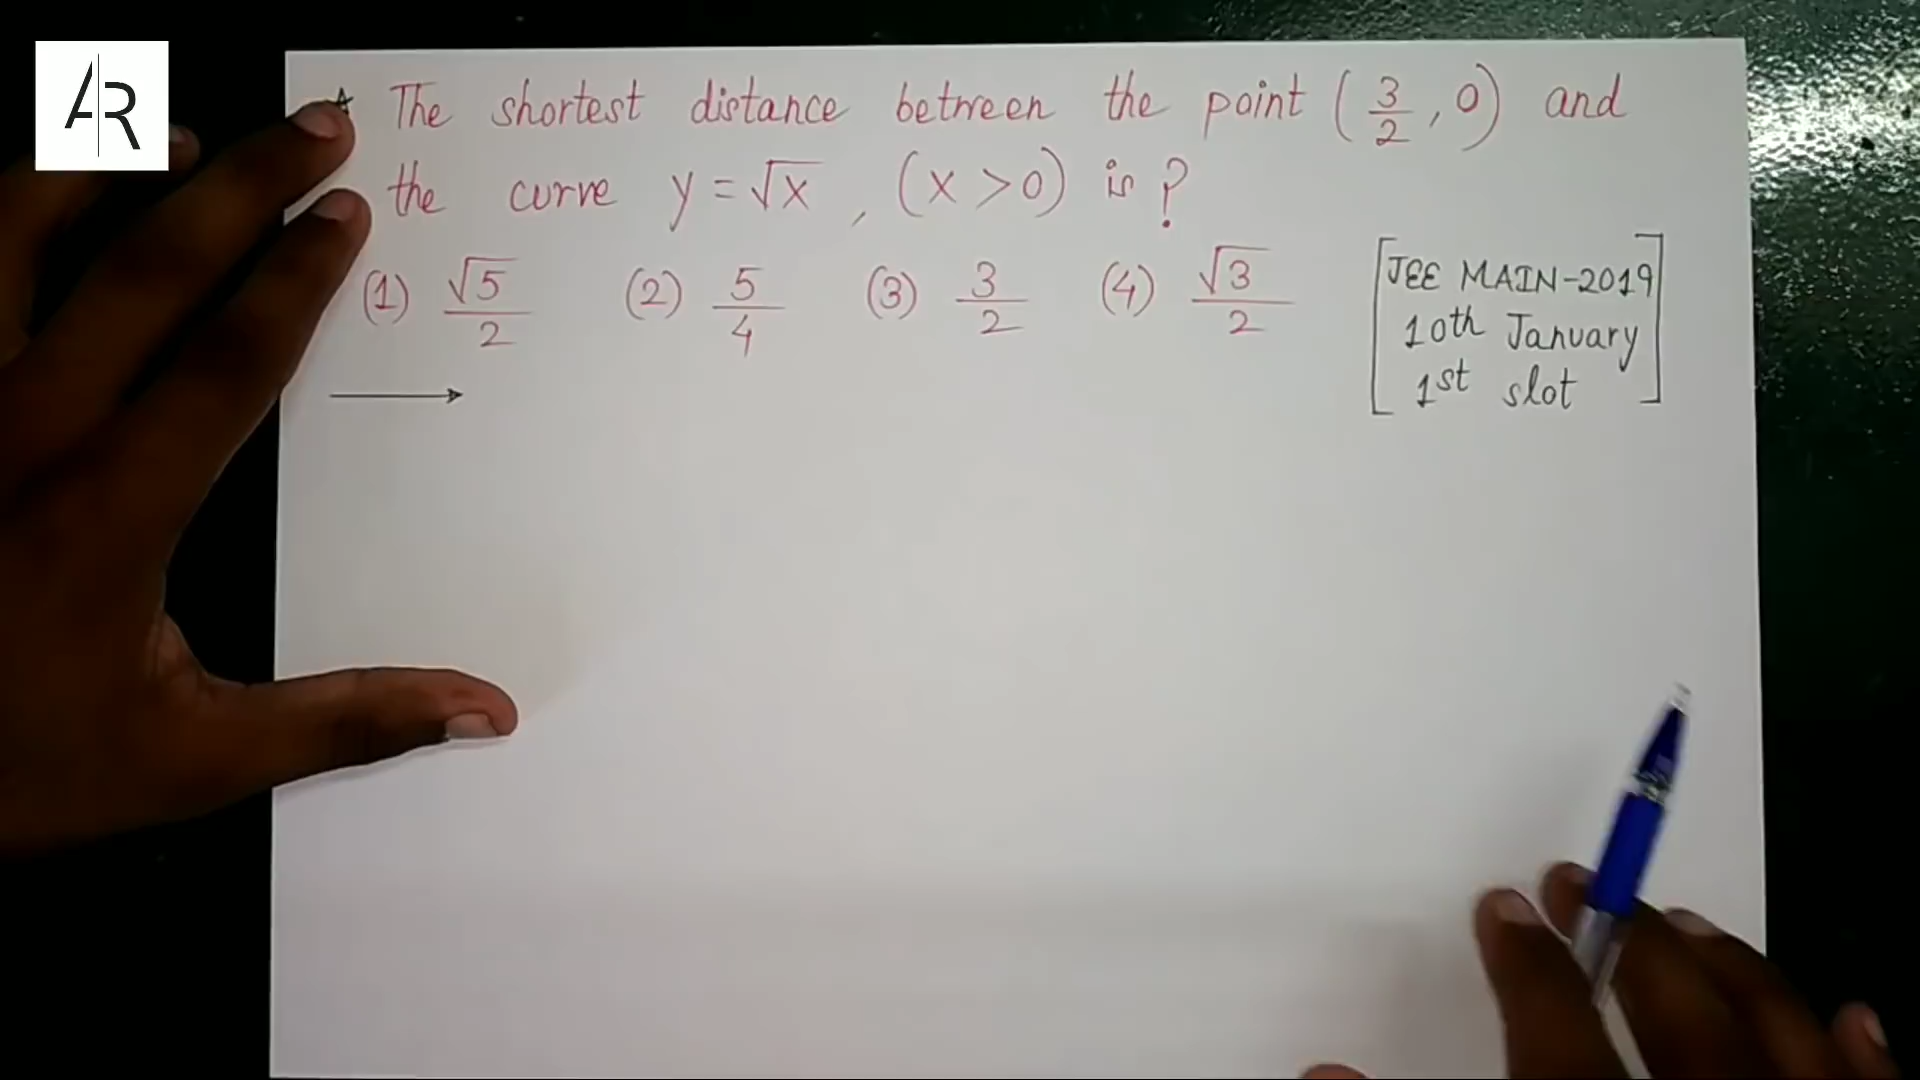 AR
The shortest distance between the point (3/2, 0) and
the curve y = √x , (x > 0) is ?
(1) √5/2 (2) 5/4 (3) 3/2 (4) √3/2
[JEE MAIN-2019
10th January
1st slot]